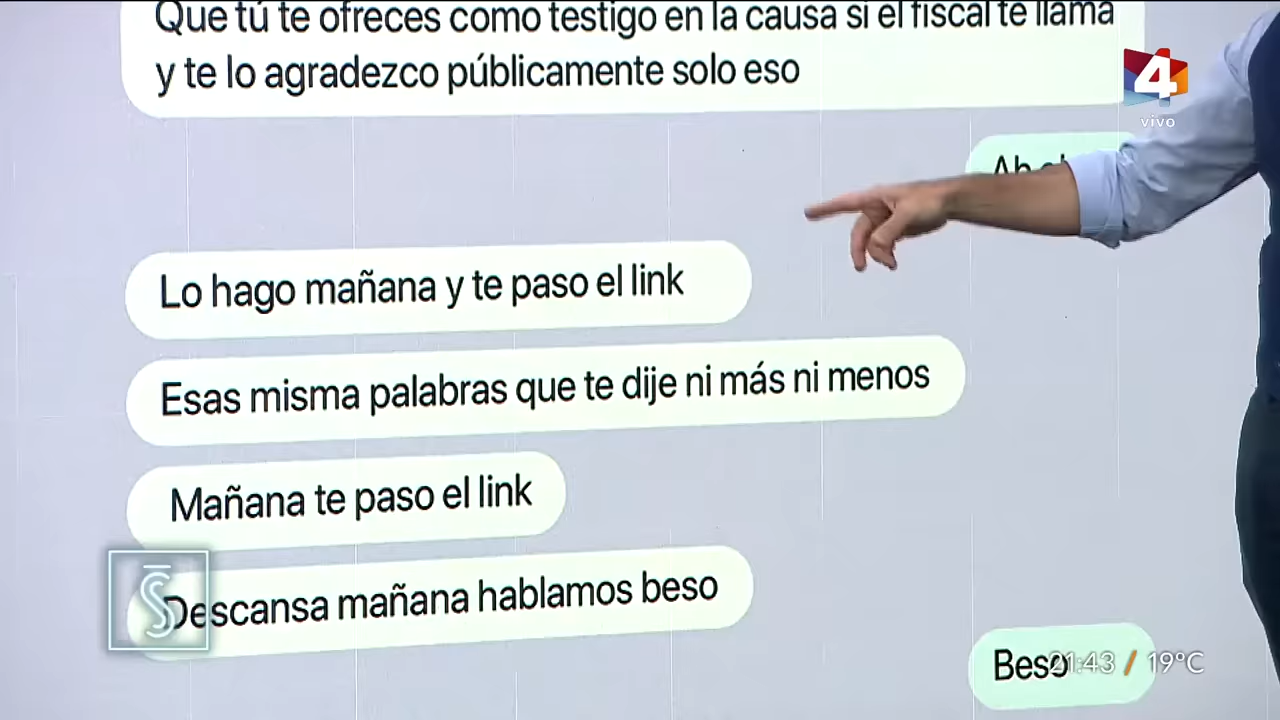 Que tú te ofreces como testigo en la causa si el fiscal te llama
y te lo agradezco públicamente solo eso
4
vivo
Lo hago mañana y te paso el link
Esas misma palabras que te dije ni más ni menos
Mañana te paso el link
Descansa mañana hablamos beso
S
Beso
21:43 / 19°C